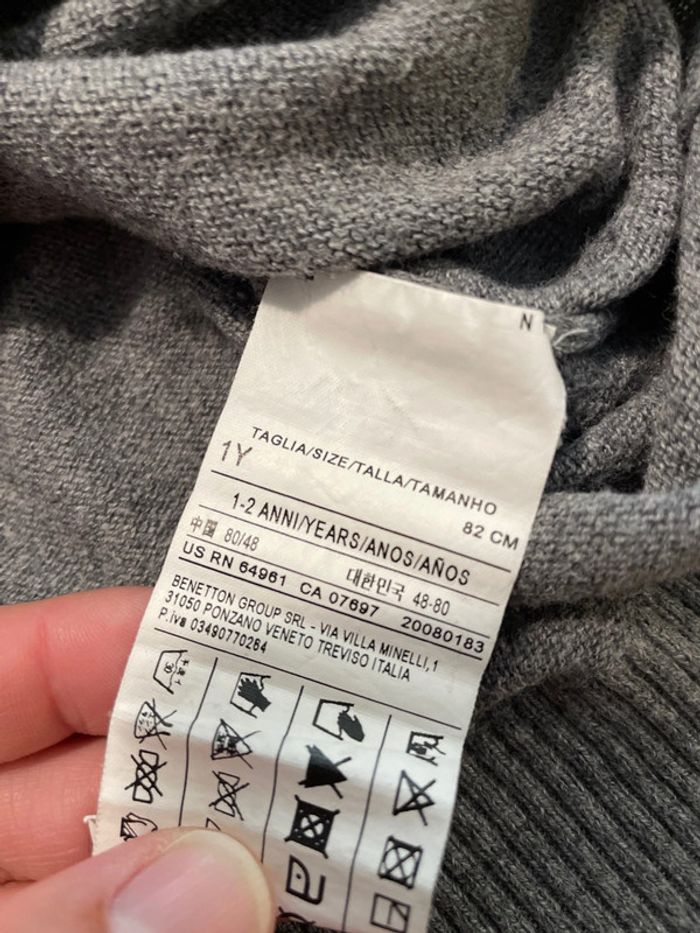 N
TAGLIA/SIZE/TALLA/TAMANHO
1Y 82 CM
1-2 ANNI/YEARS/ANOS/AÑOS
中国 80/48 대한민국 48-80
US RN 64961 CA 07697 20080183
BENETTON GROUP SRL - VIA VILLA MINELLI,1
31050 PONZANO VENETO TREVISO ITALIA
P.iva 03490770264